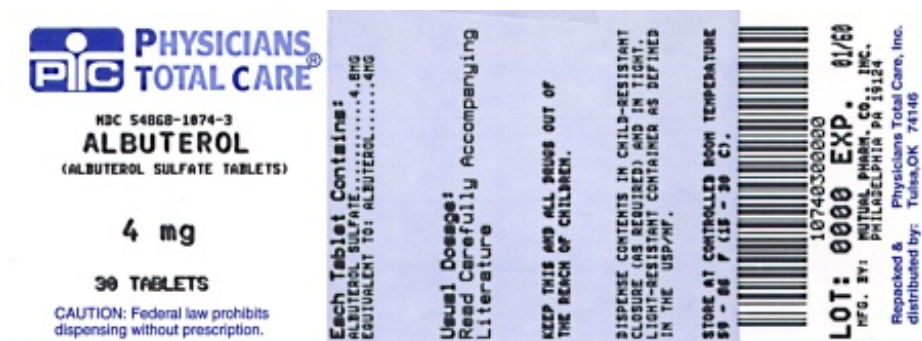 PTC PHYSICIANS
TOTAL CARE®
NDC 54868-1074-3
ALBUTEROL
(ALBUTEROL SULFATE TABLETS)
4 mg
30 TABLETS
CAUTION: Federal law prohibits
dispensing without prescription.
Each Tablet Contains:
ALBUTEROL SULFATE............4.8MG
EQUIVALENT TO: ALBUTEROL.....4MG
Usual Dosage:
Read Carefully Accompanying
Literature
KEEP THIS AND ALL DRUGS OUT OF
THE REACH OF CHILDREN.
DISPENSE CONTENTS IN CHILD-RESISTANT
CLOSURE (AS REQUIRED) AND IN TIGHT,
LIGHT-RESISTANT CONTAINER AS DEFINED
IN THE USP/NF.
STORE AT CONTROLLED ROOM TEMPERATURE
59 - 86 F (15 - 30 C).
10740300000
LOT: 0000 EXP. 01/60
MFG. BY: MUTUAL PHARM. CO., INC.
PHILADELPHIA PA 19124
Repacked & Physicians Total Care, Inc.
distributed by: Tulsa, OK 74146